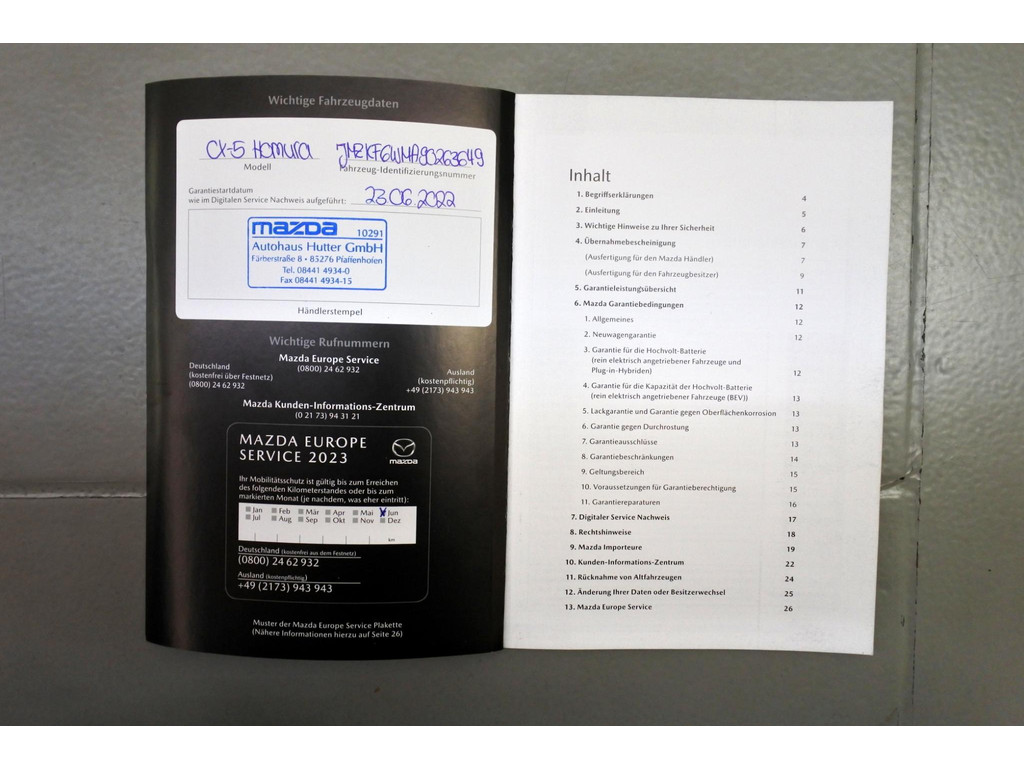 Wichtige Fahrzeugdaten
CX-5 Homura JMZKF6WMA90263649
Modell Fahrzeug-Identifizierungsnummer
Garantiestartdatum
wie im Digitalen Service Nachweis aufgeführt: 23.06.2022
mazda 10291
Autohaus Hutter GmbH
Färberstraße 8 • 85276 Pfaffenhofen
Tel. 08441 4934-0
Fax 08441 4934-15
Händlerstempel
Wichtige Rufnummern
Mazda Europe Service
(0800) 24 62 932
Deutschland
(kostenfrei über Festnetz)
(0800) 24 62 932
Ausland
(kostenpflichtig)
+49 (2173) 943 943
Mazda Kunden-Informations-Zentrum
(0 21 73) 94 31 21
MAZDA EUROPE
SERVICE 2023
mazda
Ihr Mobilitätsschutz ist gültig bis zum Erreichen
des folgenden Kilometerstandes oder bis zum
markierten Monat (je nachdem, was eher eintritt):
Jan Feb Mär Apr Mai Jun
Jul Aug Sep Okt Nov Dez
km
Deutschland (kostenfrei aus dem Festnetz)
(0800) 24 62 932
Ausland (kostenpflichtig)
+49 (2173) 943 943
Muster der Mazda Europe Service Plakette
(Nähere Informationen hierzu auf Seite 26)
Inhalt
1. Begriffserklärungen 4
2. Einleitung 5
3. Wichtige Hinweise zu Ihrer Sicherheit 6
4. Übernahmebescheinigung 7
(Ausfertigung für den Mazda Händler) 7
(Ausfertigung für den Fahrzeugbesitzer) 9
5. Garantieleistungsübersicht 11
6. Mazda Garantiebedingungen 12
1. Allgemeines 12
2. Neuwagengarantie 12
3. Garantie für die Hochvolt-Batterie
(rein elektrisch angetriebener Fahrzeuge und
Plug-in-Hybriden) 12
4. Garantie für die Kapazität der Hochvolt-Batterie
(rein elektrisch angetriebener Fahrzeuge (BEV)) 13
5. Lackgarantie und Garantie gegen Oberflächenkorrosion 13
6. Garantie gegen Durchrostung 13
7. Garantieausschlüsse 13
8. Garantiebeschränkungen 14
9. Geltungsbereich 15
10. Voraussetzungen für Garantieberechtigung 15
11. Garantiereparaturen 16
7. Digitaler Service Nachweis 17
8. Rechtshinweise 18
9. Mazda Importeure 19
10. Kunden-Informations-Zentrum 22
11. Rücknahme von Altfahrzeugen 24
12. Änderung Ihrer Daten oder Besitzerwechsel 25
13. Mazda Europe Service 26